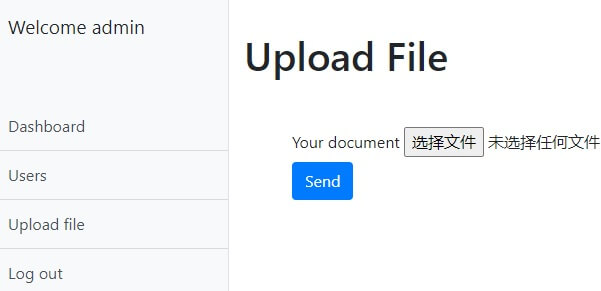 Welcome admin
Dashboard
Users
Upload file
Log out
Upload File
Your document 选择文件 未选择任何文件
Send